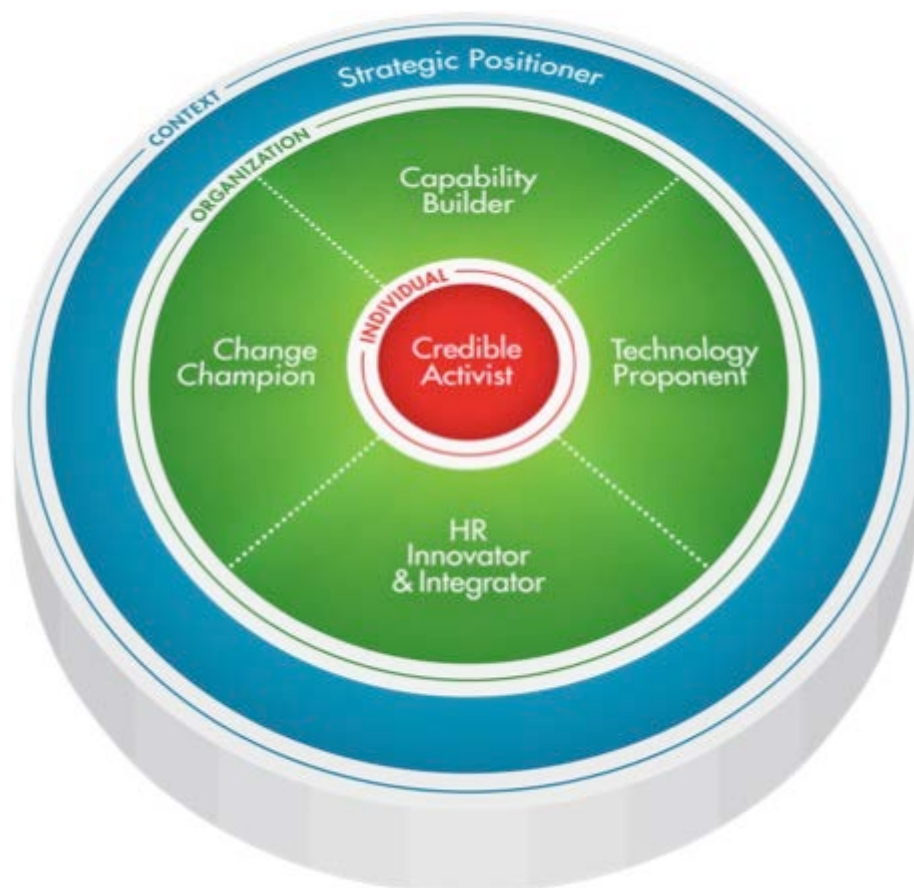 Strategic Positioner
CONTEXT
ORGANIZATION
Capability
Builder
INDIVIDUAL
Change
Champion
Credible
Activist
Technology
Proponent
HR
Innovator
& Integrator